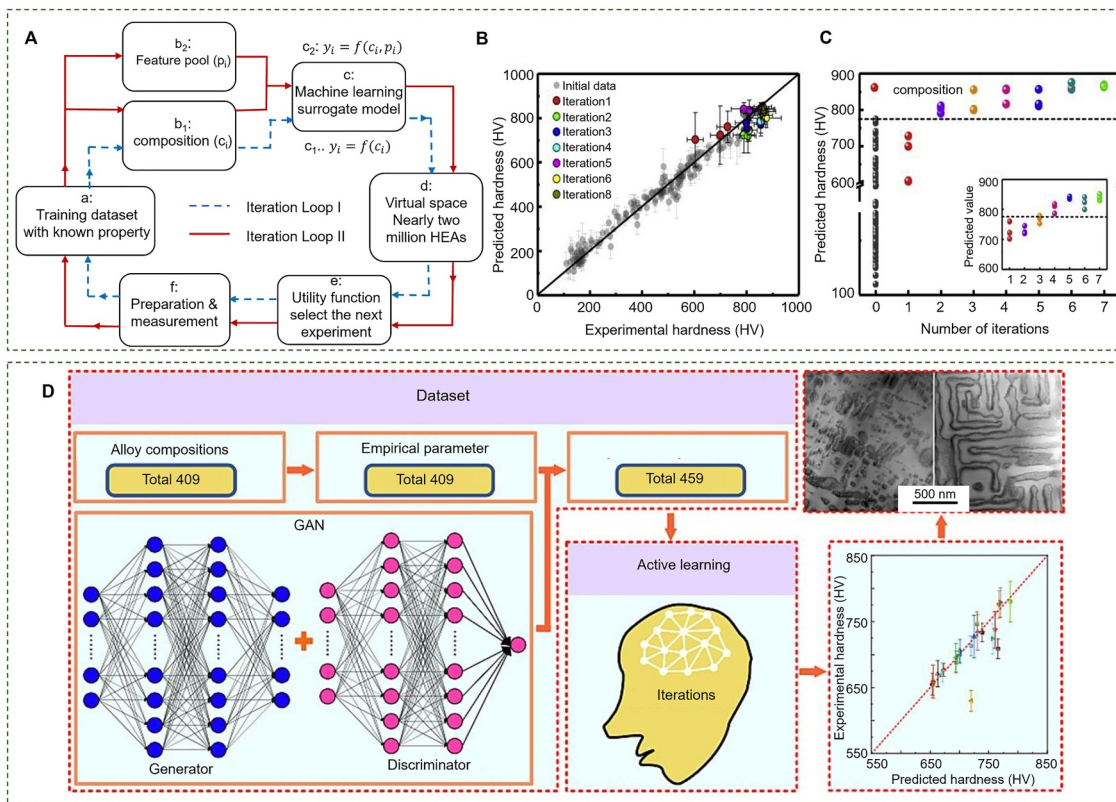 A
b2:
Feature pool (pi)
b1:
composition (ci)
c2: yi = f(ci, pi)
c:
Machine learning
surrogate model
c1.. yi = f(ci)
a:
Training dataset
with known property
Iteration Loop I
Iteration Loop II
d:
Virtual space
Nearly two
million HEAs
f:
Preparation &
measurement
e:
Utility function
select the next
experiment
B
Predicted hardness (HV)
1000
800
600
400
200
0
Initial data
Iteration1
Iteration2
Iteration3
Iteration4
Iteration5
Iteration6
Iteration8
0 200 400 600 800 1000
Experimental hardness (HV)
C
Predicted hardness (HV)
900
800
700
600
100
composition
Predicted value
900
800
700
600
1 2 3 4 5 6 7
0 1 2 3 4 5 6 7
Number of iterations
D
Dataset
Alloy compositions
Total 409
Empirical parameter
Total 409
Total 459
GAN
Generator
Discriminator
Active learning
Iterations
500 nm
Experimental hardness (HV)
850
750
650
550
550 650 750 850
Predicted hardness (HV)